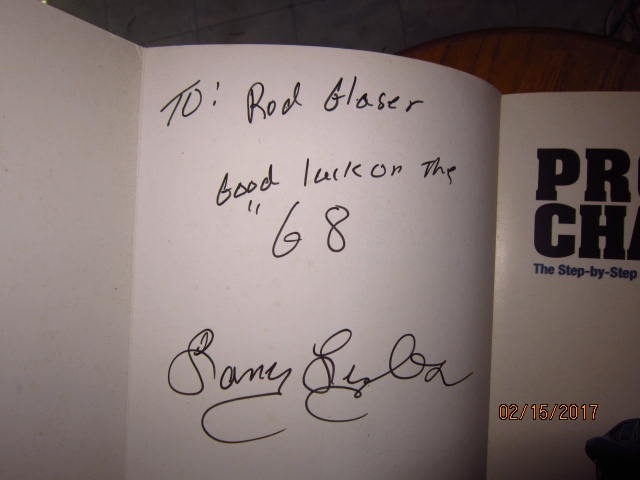 TO: Rod Glaser
Good luck on the
"68
PRO
CHA
The Step-by-Step
02/15/2017